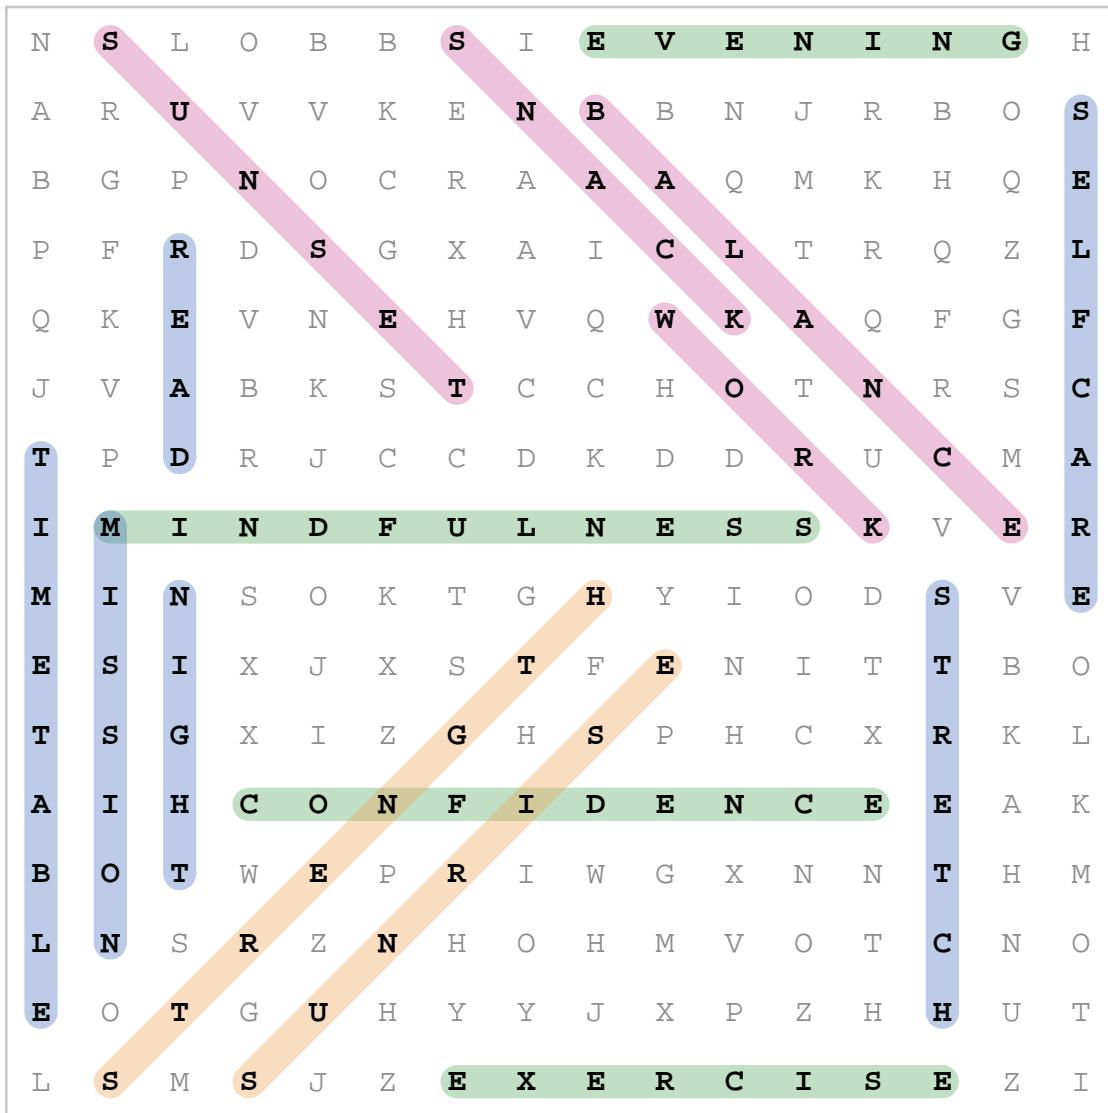 N S L O B B S I E V E N I N G H
A R U V V K E N B B N J R B O S
B G P N O C R A A A Q M K H Q E
P F R D S G X A I C L T R Q Z L
Q K E V N E H V Q W K A Q F G F
J V A B K S T C C H O T N R S C
T P D R J C C D K D D R U C M A
I M I N D F U L N E S S K V E R
M I N S O K T G H Y I O D S V E
E S I X J X S T F E N I T T B O
T S G X I Z G H S P H C X R K L
A I H C O N F I D E N C E E A K
B O T W E P R I W G X N N T H M
L N S R Z N H O H M V O T C N O
E O T G U H Y Y J X P Z H H U T
L S M S J Z E X E R C I S E Z I